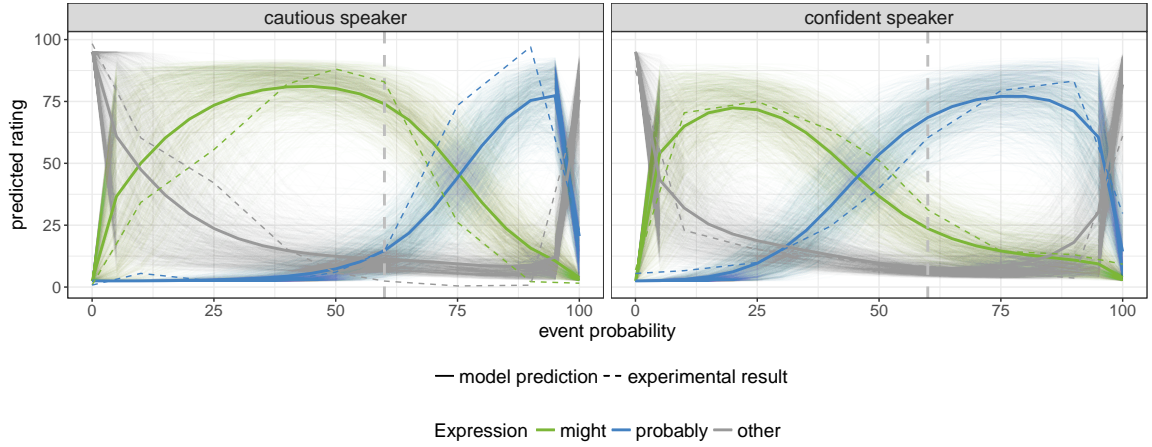 cautious speaker
confident speaker
predicted rating
100
75
50
25
0
0 25 50 75 100
0 25 50 75 100
event probability
model prediction experimental result
Expression might probably other